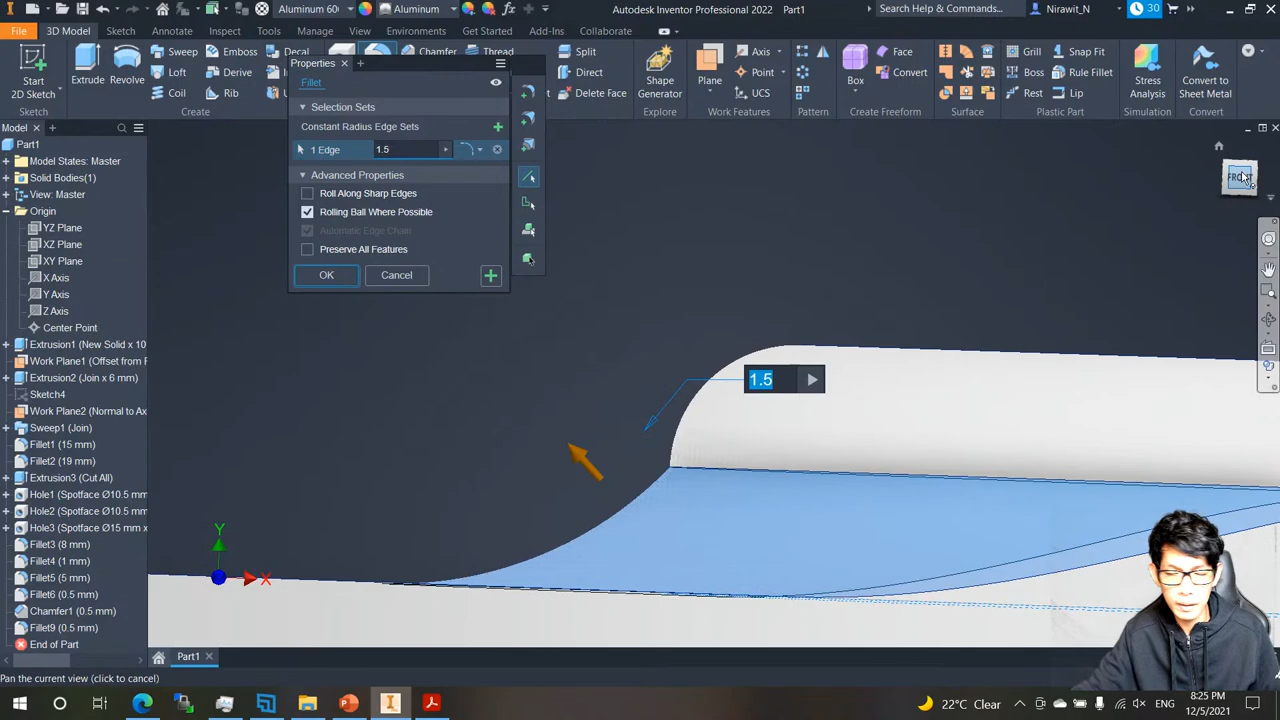 Aluminum 60
Aluminum
Autodesk Inventor Professional 2022 Part1
Search Help & Commands...
Nirawit_N
30
File
3D Model
Sketch
Annotate
Inspect
Tools
Manage
View
Environments
Get Started
Add-Ins
Collaborate
Start
2D Sketch
Extrude
Revolve
Sweep
Loft
Coil
Emboss
Derive
Rib
Decal
Chamfer
Thread
Split
Direct
Delete Face
Shape
Generator
Plane
Axis
Point
UCS
Box
Face
Convert
Grill
Boss
Rest
Snap Fit
Rule Fillet
Lip
Stress
Analysis
Convert to
Sheet Metal
Sketch
Create
Explore
Work Features
Pattern
Create Freeform
Surface
Plastic Part
Simulation
Convert
Properties
Fillet
Selection Sets
Constant Radius Edge Sets
1 Edge
1.5
Advanced Properties
Roll Along Sharp Edges
Rolling Ball Where Possible
Automatic Edge Chain
Preserve All Features
OK
Cancel
Model
Part1
Model States: Master
Solid Bodies(1)
View: Master
Origin
YZ Plane
XZ Plane
XY Plane
X Axis
Y Axis
Z Axis
Center Point
Extrusion1 (New Solid x 10
Work Plane1 (Offset from F
Extrusion2 (Join x 6 mm)
Sketch4
Work Plane2 (Normal to Ax
Sweep1 (Join)
Fillet1 (15 mm)
Fillet2 (19 mm)
Extrusion3 (Cut All)
Hole1 (Spotface Ø10.5 mm
Hole2 (Spotface Ø10.5 mm
Hole3 (Spotface Ø15 mm x
Fillet3 (8 mm)
Fillet4 (1 mm)
Fillet5 (5 mm)
Fillet6 (0.5 mm)
Chamfer1 (0.5 mm)
Fillet9 (0.5 mm)
End of Part
1.5
FRONT
Y
X
Part1
Pan the current view (click to cancel)
22°C Clear
ENG
8:25 PM
12/5/2021